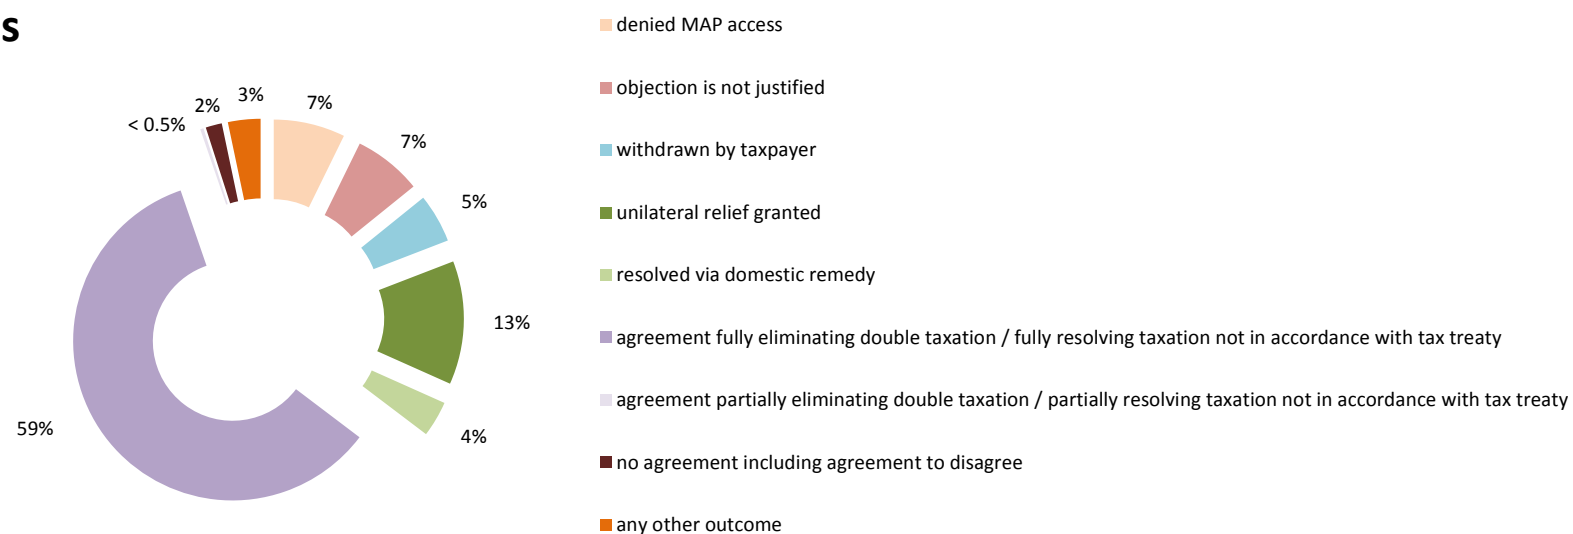 s
denied MAP access
objection is not justified
withdrawn by taxpayer
unilateral relief granted
resolved via domestic remedy
agreement fully eliminating double taxation / fully resolving taxation not in accordance with tax treaty
agreement partially eliminating double taxation / partially resolving taxation not in accordance with tax treaty
no agreement including agreement to disagree
any other outcome
< 0.5%
2%
3%
7%
7%
5%
13%
4%
59%